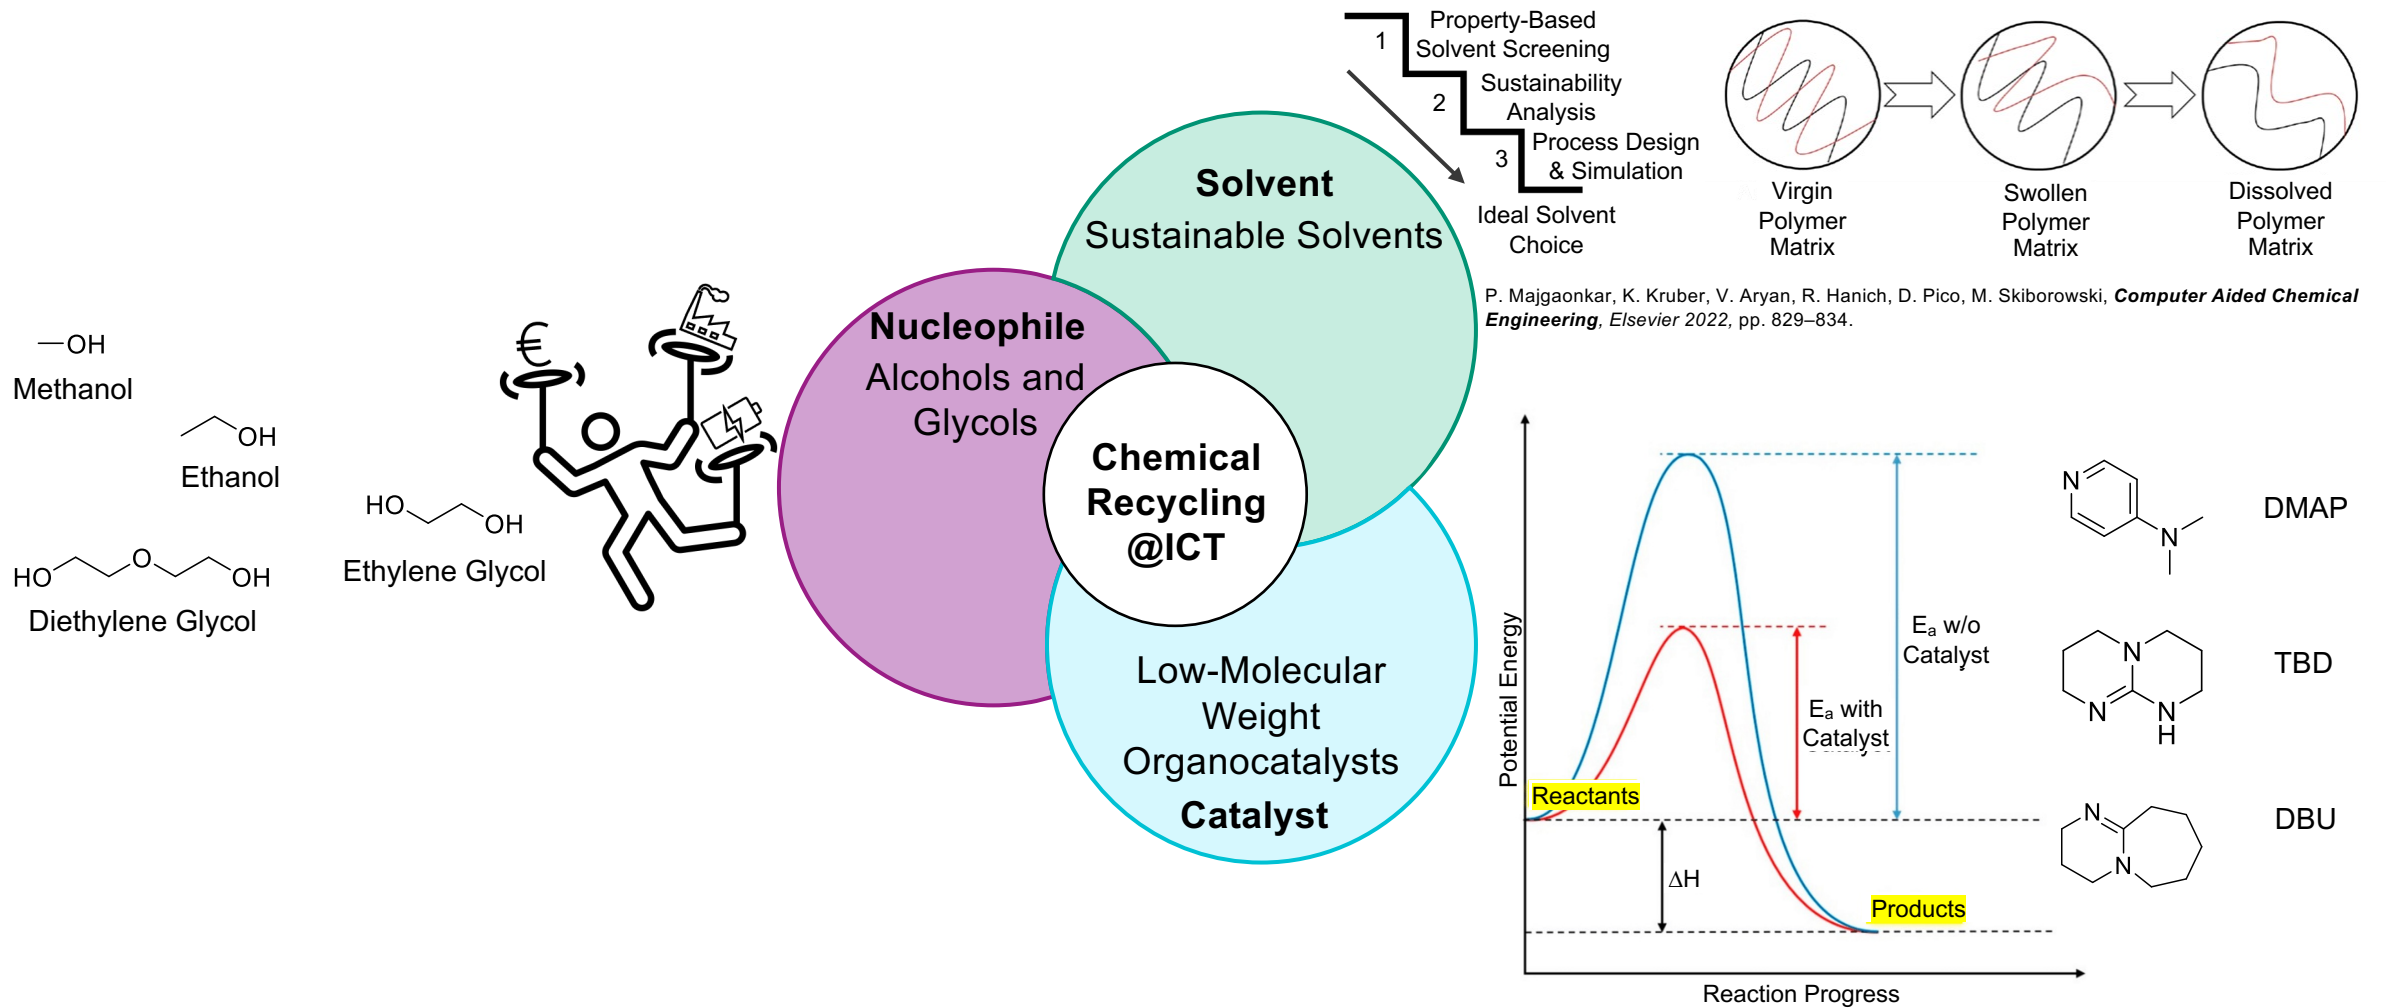 1
Property-Based
Solvent Screening
2
Sustainability
Analysis
3
Process Design
& Simulation
Ideal Solvent
Choice
Virgin
Polymer
Matrix
Swollen
Polymer
Matrix
Dissolved
Polymer
Matrix
P. Majgaonkar, K. Kruber, V. Aryan, R. Hanich, D. Pico, M. Skiborowski, Computer Aided Chemical
Engineering, Elsevier 2022, pp. 829–834.
Solvent
Sustainable Solvents
Nucleophile
Alcohols and
Glycols
Chemical
Recycling
@ICT
Low-Molecular
Weight
Organocatalysts
Catalyst
OH
Methanol
OH
Ethanol
HO
OH
Ethylene Glycol
HO
O
OH
Diethylene Glycol
€
Potential Energy
Reactants
Ea w/o
Catalyst
Ea with
Catalyst
ΔH
Products
Reaction Progress
N
N
DMAP
N
N
N
H
TBD
N
N
DBU